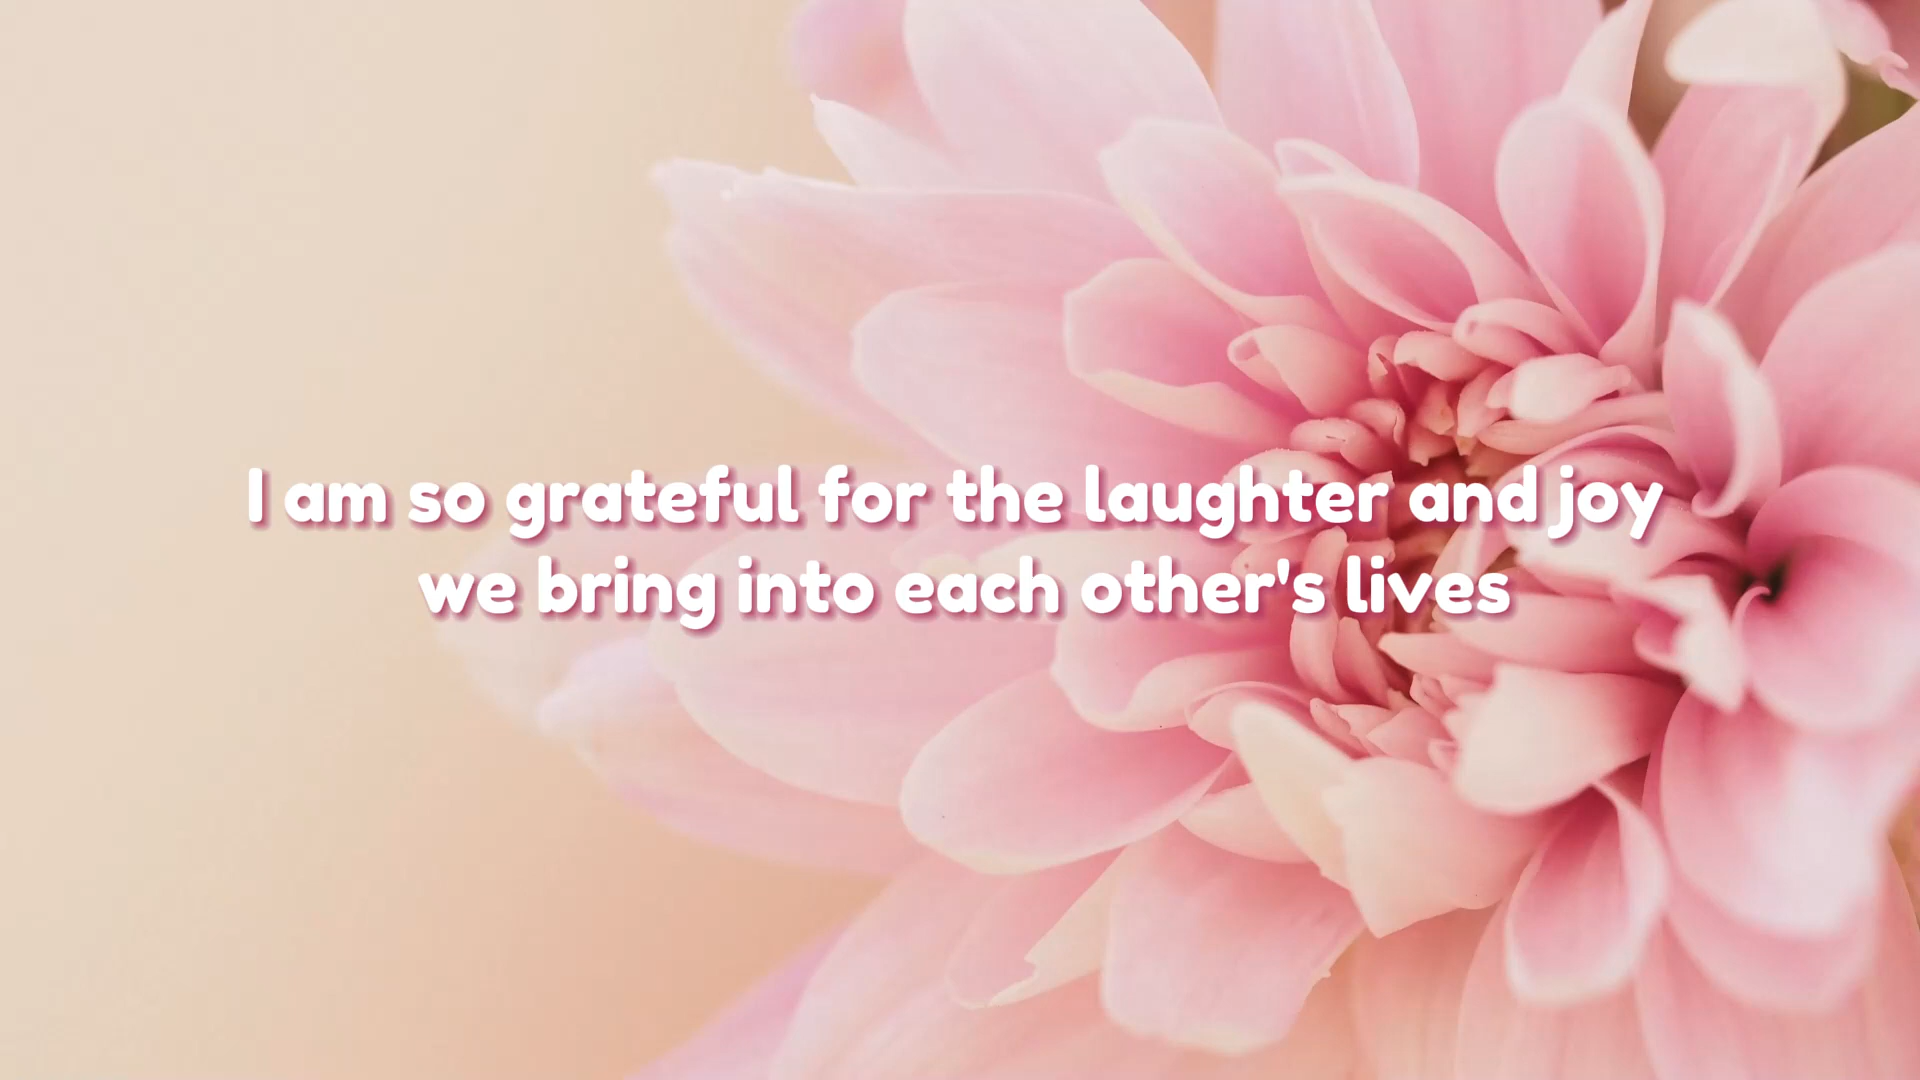 I am so grateful for the laughter and joy
we bring into each other's lives